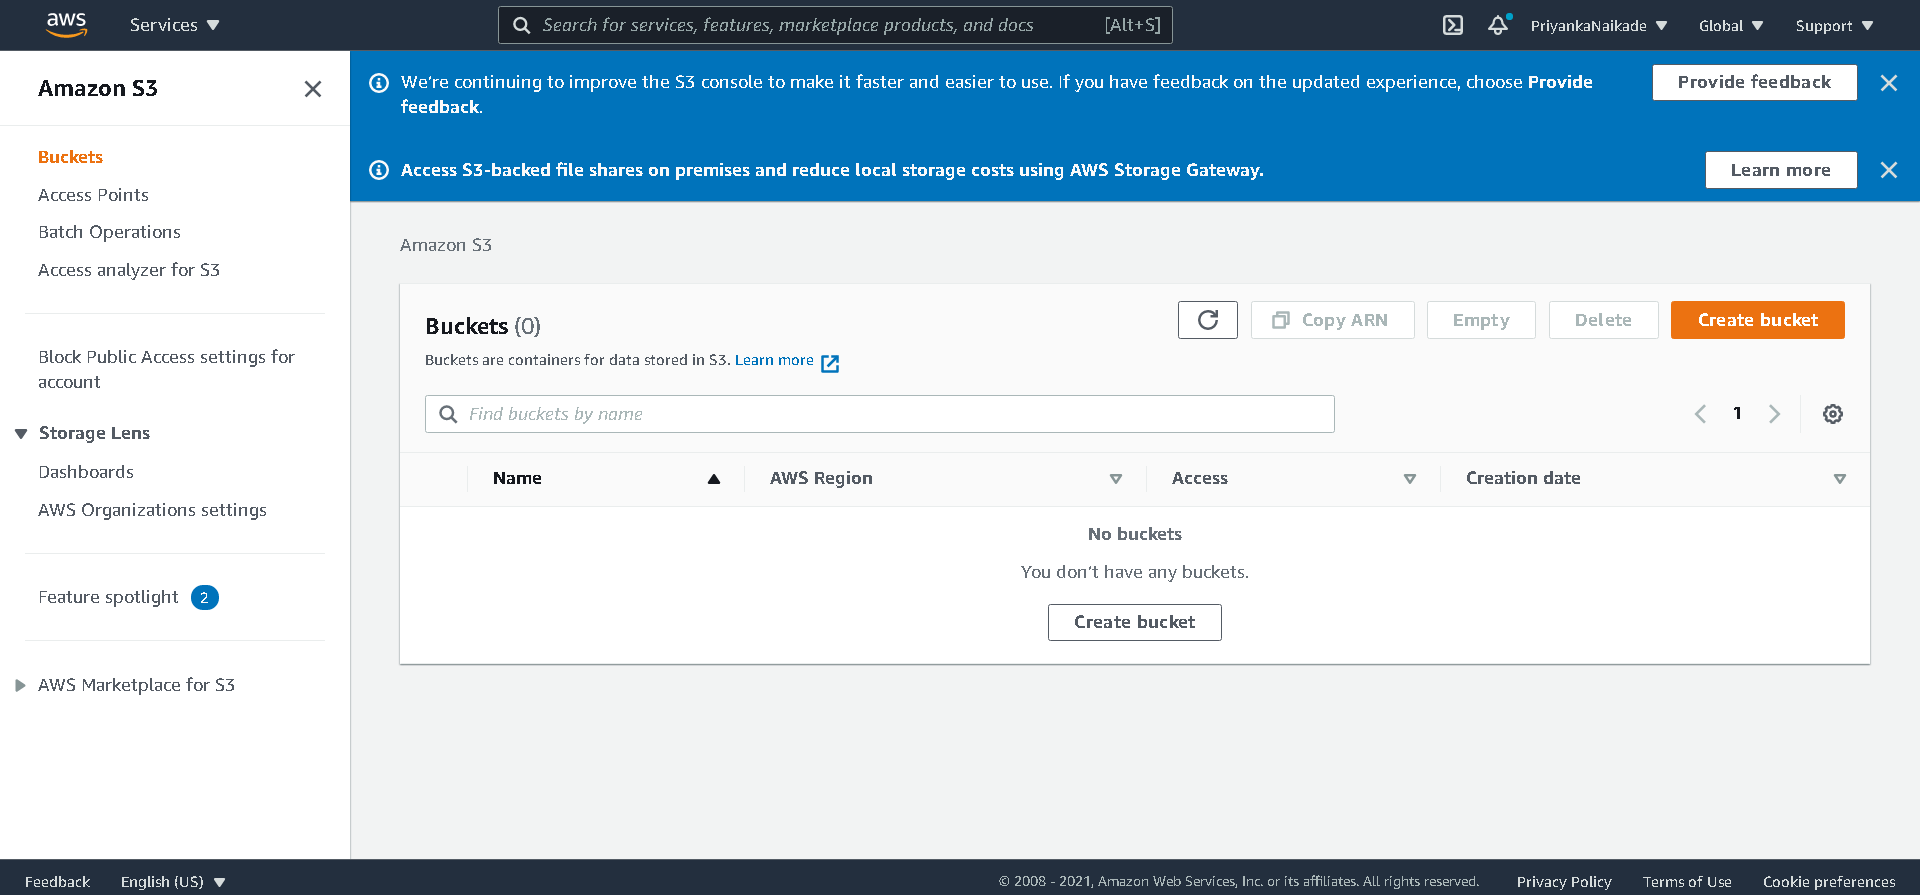 aws
Services
Search for services, features, marketplace products, and docs [Alt+S]
PriyankaNaikade
Global
Support
Amazon S3
Buckets
Access Points
Batch Operations
Access analyzer for S3
Block Public Access settings for
account
Storage Lens
Dashboards
AWS Organizations settings
Feature spotlight 2
AWS Marketplace for S3
We're continuing to improve the S3 console to make it faster and easier to use. If you have feedback on the updated experience, choose Provide
feedback.
Provide feedback
Access S3-backed file shares on premises and reduce local storage costs using AWS Storage Gateway.
Learn more
Amazon S3
Buckets (0)
Buckets are containers for data stored in S3. Learn more
Copy ARN
Empty
Delete
Create bucket
Find buckets by name
1
Name
AWS Region
Access
Creation date
No buckets
You don't have any buckets.
Create bucket
Feedback
English (US)
© 2008 - 2021, Amazon Web Services, Inc. or its affiliates. All rights reserved.
Privacy Policy
Terms of Use
Cookie preferences